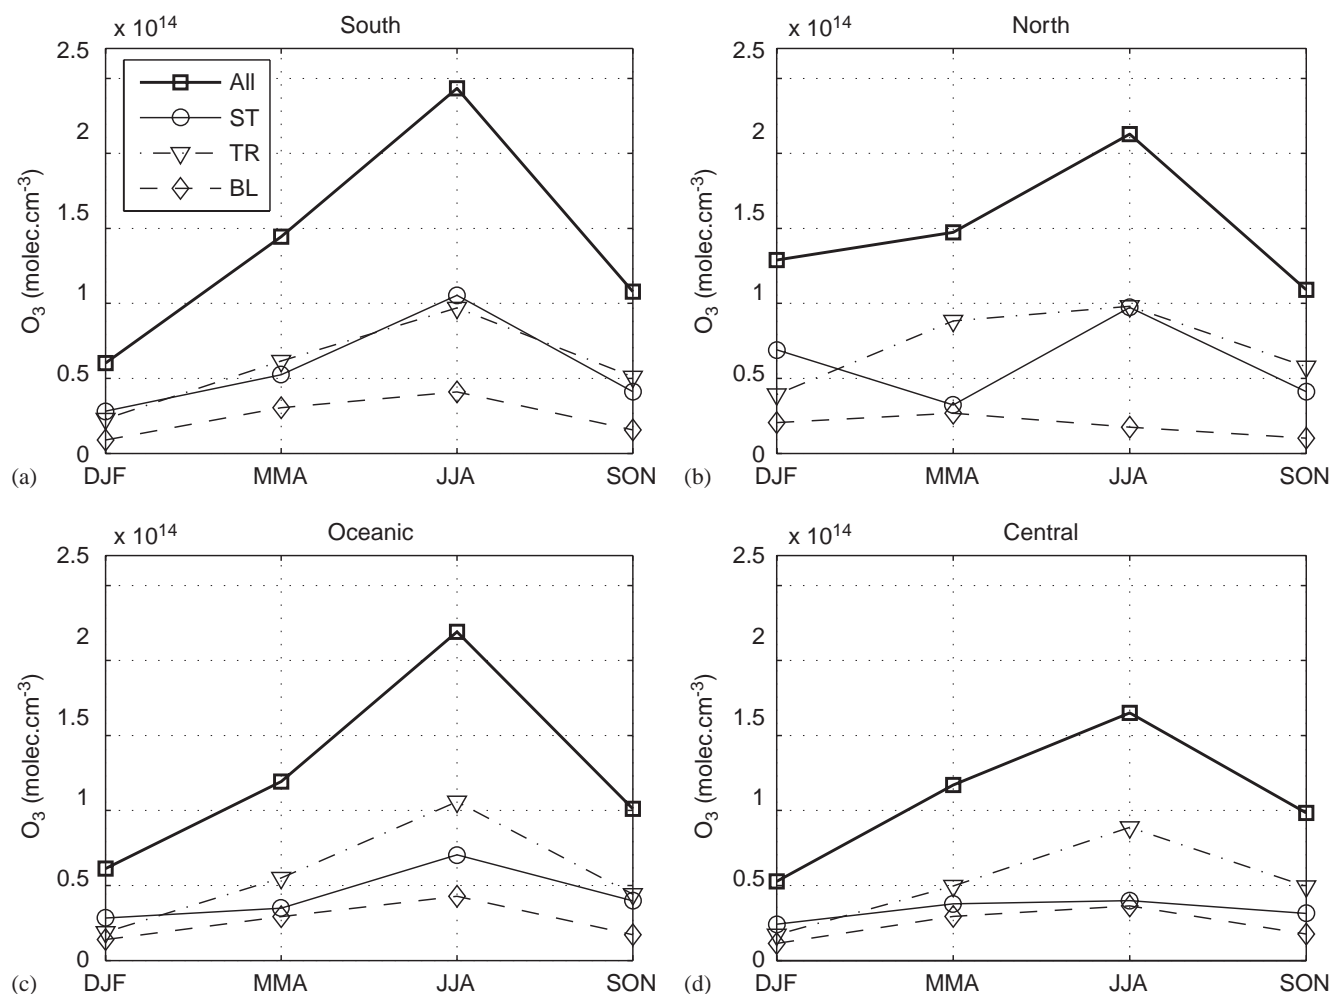 x 10^14 South
2.5
2
1.5
1
0.5
0
O3 (molec.cm-3)
All
ST
TR
BL
(a) DJF MMA JJA SON
x 10^14 North
2.5
2
1.5
1
0.5
0
O3 (molec.cm-3)
(b) DJF MMA JJA SON
x 10^14 Oceanic
2.5
2
1.5
1
0.5
0
O3 (molec.cm-3)
(c) DJF MMA JJA SON
x 10^14 Central
2.5
2
1.5
1
0.5
0
O3 (molec.cm-3)
(d) DJF MMA JJA SON